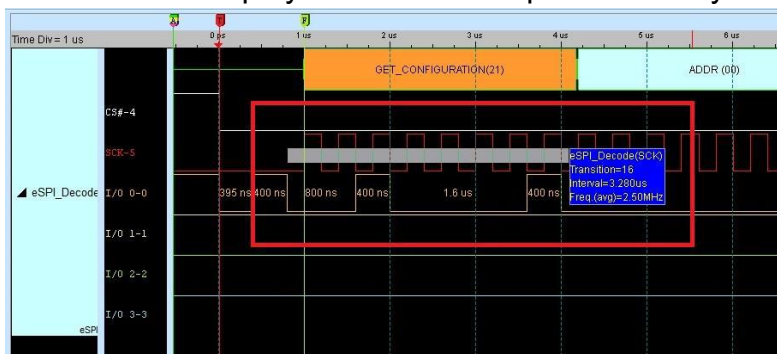 A T F
Time Div = 1 us 0 ps 1 us 2 us 3 us 4 us 5 us 6 us
GET_CONFIGURATION(21) ADDR (00)
CS#-4
SCK-5
eSPI_Decode(SCK)
Transition=16
Interval=3.280us
Freq.(avg)=2.50MHz
eSPI_Decode I/O 0-0 395 ns 400 ns 800 ns 400 ns 1.6 us 400 ns
I/O 1-1
I/O 2-2
I/O 3-3